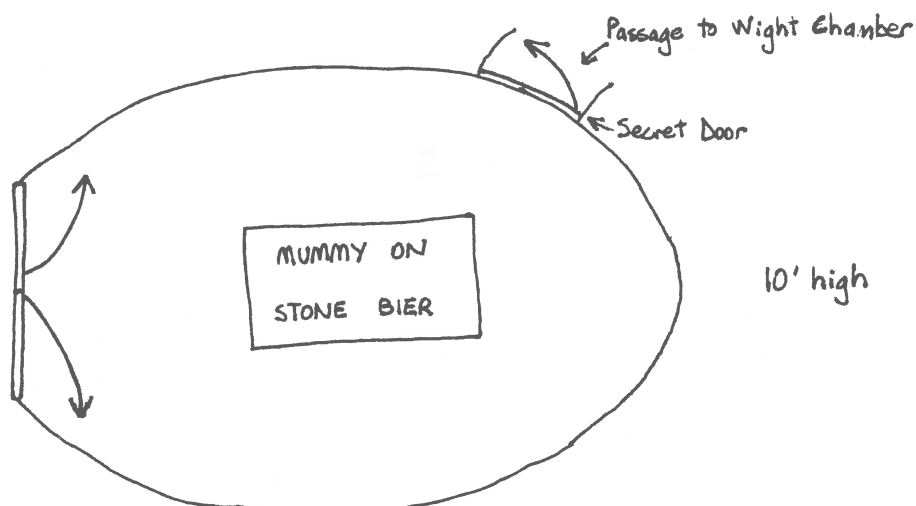 Passage to Wight Chamber
Secret Door
MUMMY ON
STONE BIER
10' high